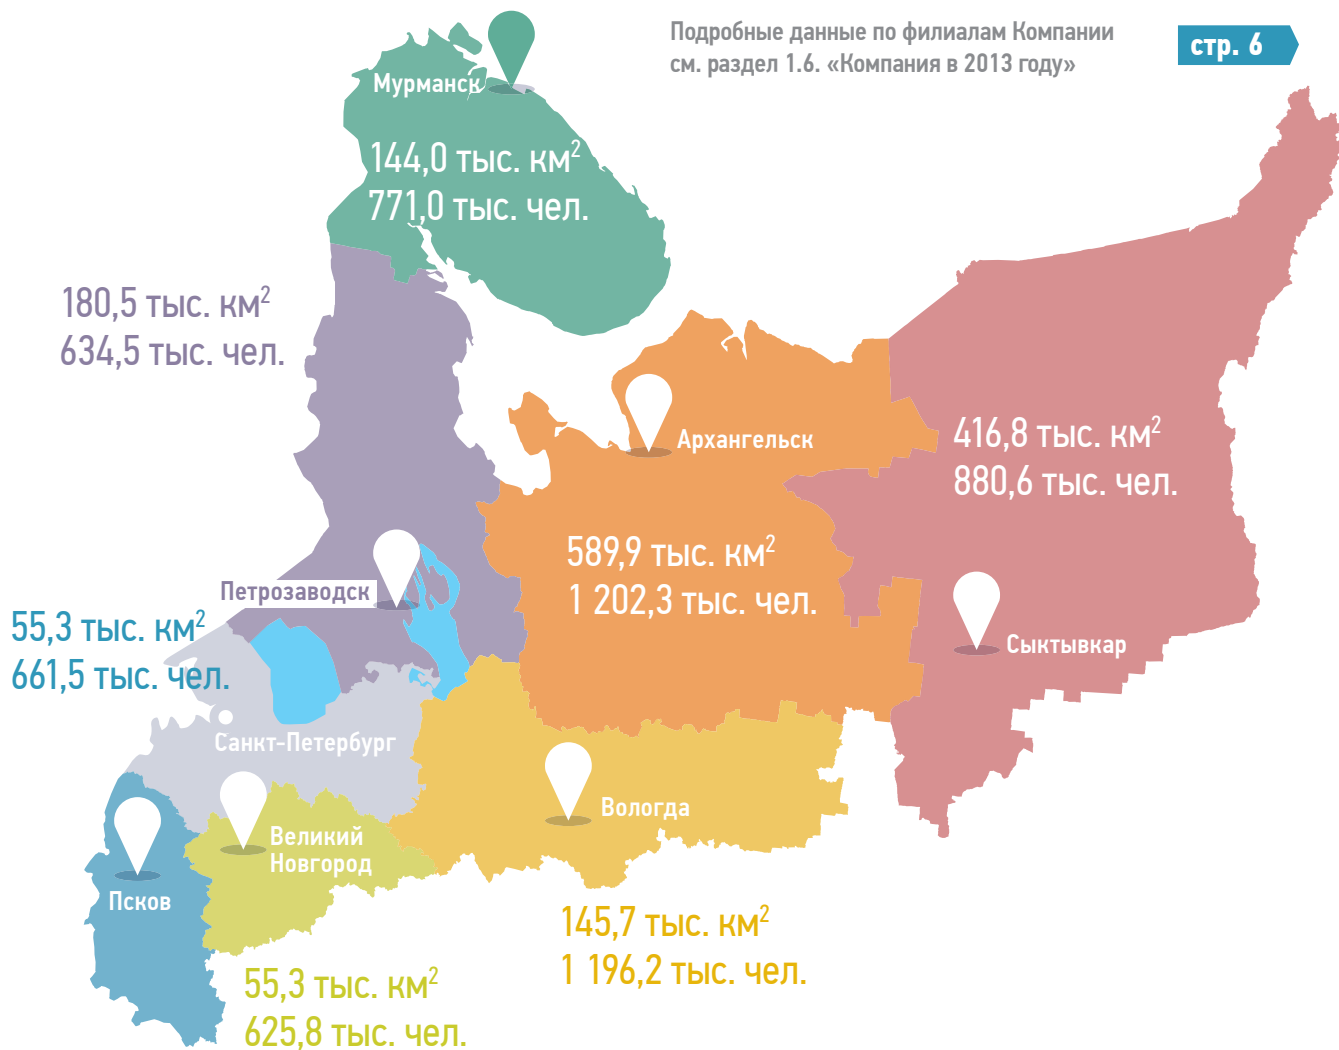 Подробные данные по филиалам Компании
см. раздел 1.6. «Компания в 2013 году»
стр. 6
Мурманск
144,0 тыс. км²
771,0 тыс. чел.
180,5 тыс. км²
634,5 тыс. чел.
Архангельск
416,8 тыс. км²
880,6 тыс. чел.
589,9 тыс. км²
1 202,3 тыс. чел.
Петрозаводск
55,3 тыс. км²
661,5 тыс. чел.
Сыктывкар
Санкт-Петербург
Вологда
Великий
Новгород
Псков
145,7 тыс. км²
1 196,2 тыс. чел.
55,3 тыс. км²
625,8 тыс. чел.